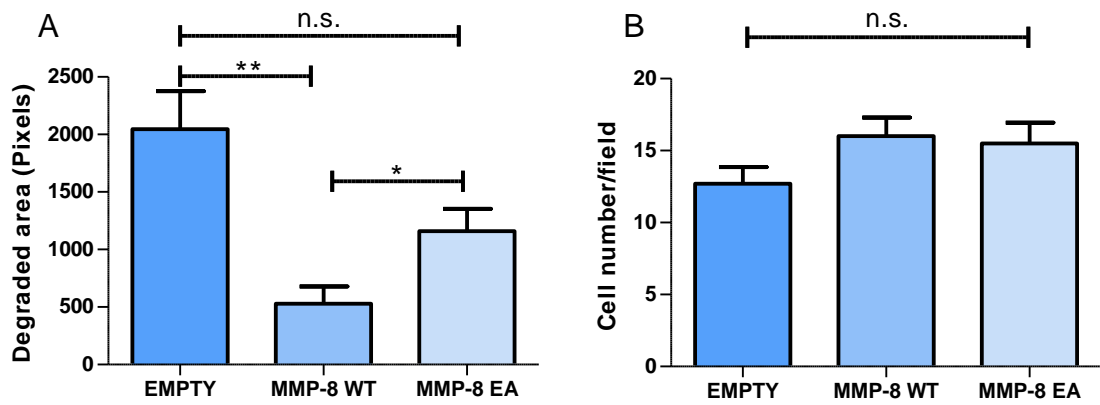 A
n.s.
**
*
Degraded area (Pixels)
2500
2000
1500
1000
500
0
EMPTY MMP-8 WT MMP-8 EA
B
n.s.
Cell number/field
20
15
10
5
0
EMPTY MMP-8 WT MMP-8 EA